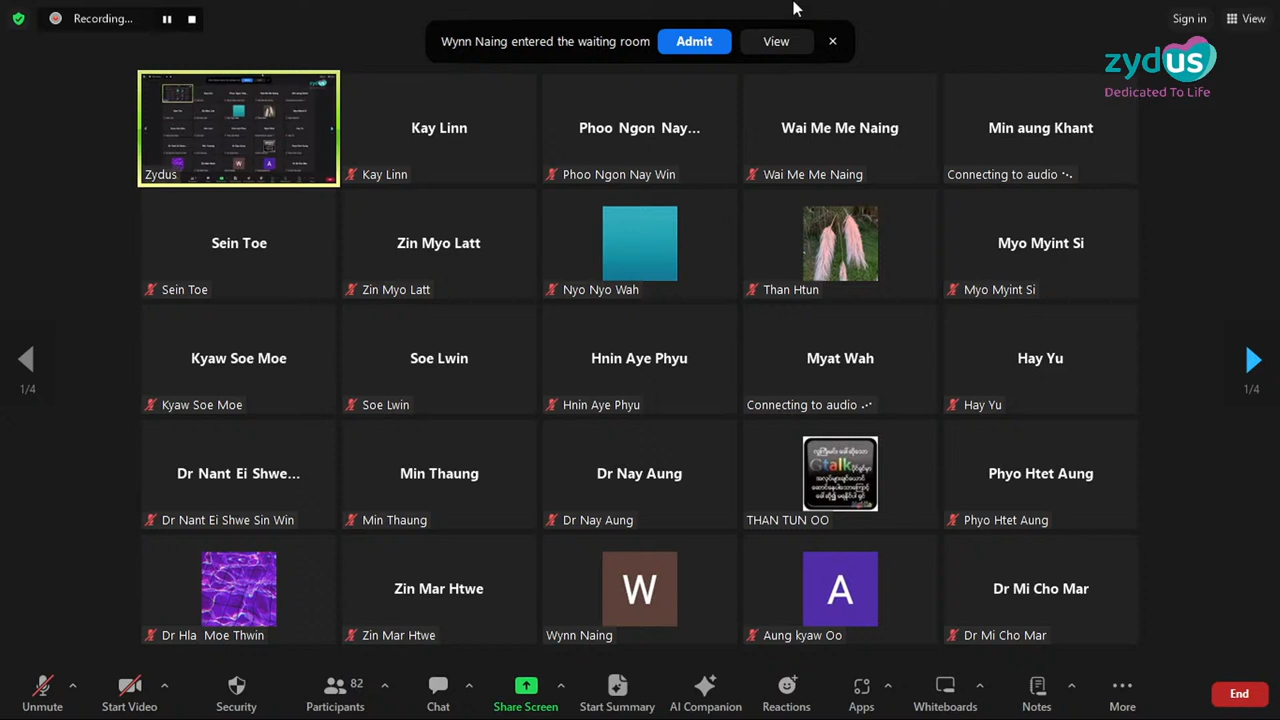 Recording...
Wynn Naing entered the waiting room
Admit
View
Sign in
View
zydus
Dedicated To Life
Zydus
Kay Linn
Kay Linn
Phoo Ngon Nay...
Phoo Ngon Nay Win
Wai Me Me Naing
Wai Me Me Naing
Min aung Khant
Connecting to audio
Sein Toe
Sein Toe
Zin Myo Latt
Zin Myo Latt
Nyo Nyo Wah
Than Htun
Myo Myint Si
Myo Myint Si
1/4
Kyaw Soe Moe
Kyaw Soe Moe
Soe Lwin
Soe Lwin
Hnin Aye Phyu
Hnin Aye Phyu
Myat Wah
Connecting to audio
Hay Yu
Hay Yu
1/4
Dr Nant Ei Shwe...
Dr Nant Ei Shwe Sin Win
Min Thaung
Min Thaung
Dr Nay Aung
Dr Nay Aung
Gtalk
THAN TUN OO
Phyo Htet Aung
Phyo Htet Aung
Dr Hla Moe Thwin
Zin Mar Htwe
Zin Mar Htwe
W
Wynn Naing
A
Aung kyaw Oo
Dr Mi Cho Mar
Dr Mi Cho Mar
Unmute
Start Video
Security
82
Participants
Chat
Share Screen
Start Summary
AI Companion
Reactions
Apps
Whiteboards
Notes
More
End